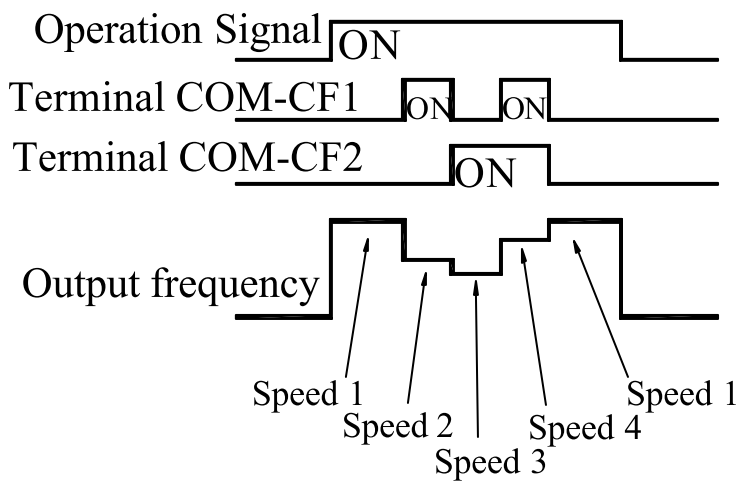 Operation Signal
ON
Terminal COM-CF1
ON ON
Terminal COM-CF2
ON
Output frequency
Speed 1 Speed 1
Speed 2 Speed 4
Speed 3